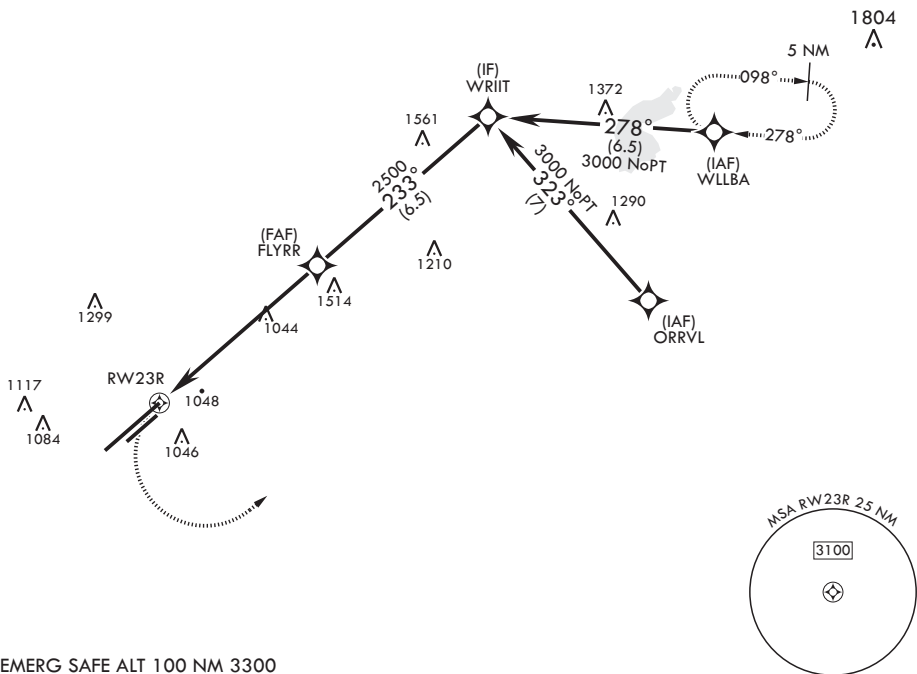 1804
5 NM
(IF)
WRIIT
098°
1372
1561
278°
(6.5)
3000 NoPT
278°
(IAF)
WLLBA
2500
233°
(6.5)
3000 NoPT
323°
(7)
1290
(FAF)
FLYRR
1210
1514
1299
1044
(IAF)
ORRVL
RW23R
1117
1048
1084
1046
MSA RW23R 25 NM
3100
EMERG SAFE ALT 100 NM 3300